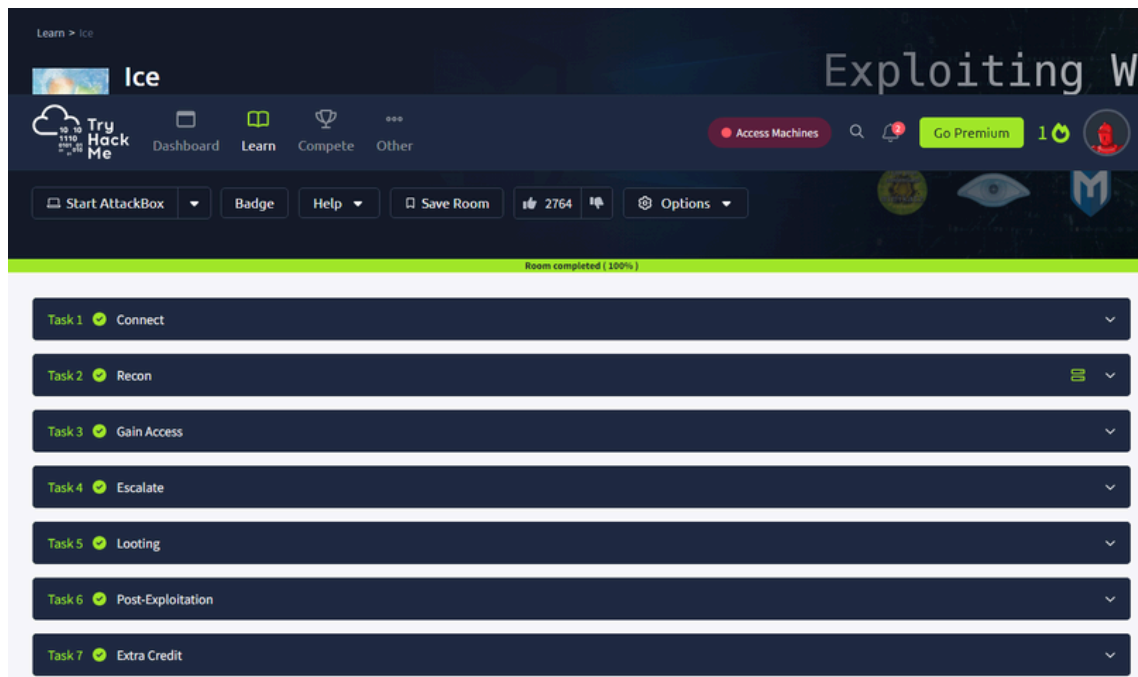 Learn > Ice
Ice
Exploiting W
Try
Hack
Me
Dashboard
Learn
Compete
Other
Access Machines
2
Go Premium
1
Start AttackBox
Badge
Help
Save Room
2764
Options
Room completed ( 100% )
Task 1 Connect
Task 2 Recon
Task 3 Gain Access
Task 4 Escalate
Task 5 Looting
Task 6 Post-Exploitation
Task 7 Extra Credit